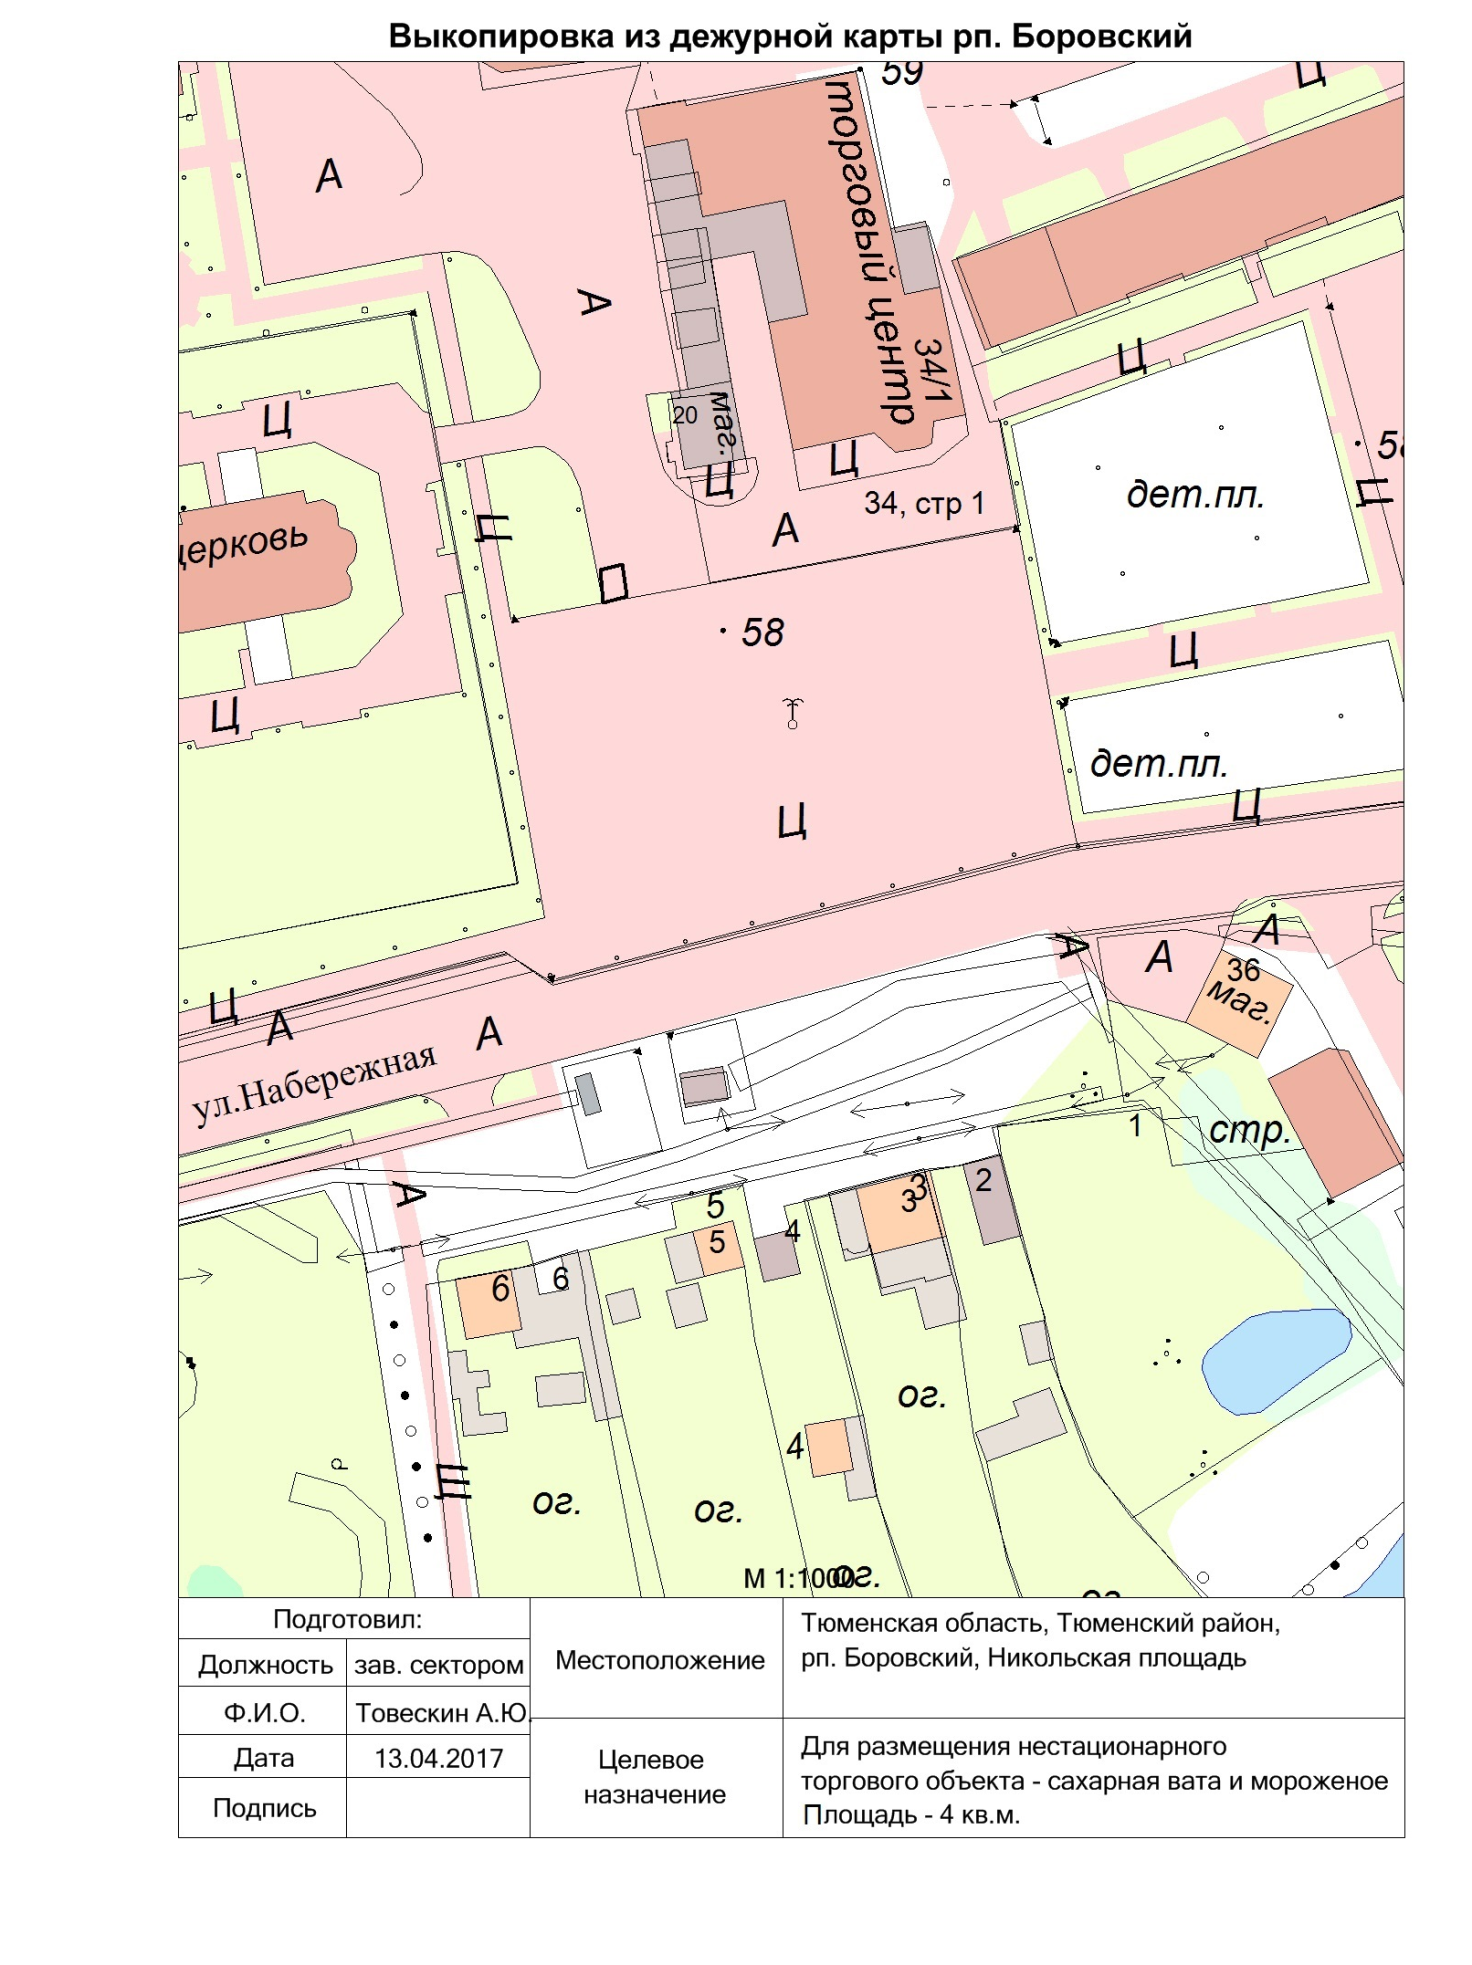 Выкопировка из дежурной карты рп. Боровский
59
Ц
А
торговый центр
А
34/1
Ц
Ц
20
маг.
Ц
Ц
58
дет.пл.
Ц
34, стр 1
А
церковь
Ц
58
Ц
Ц
дет.пл.
Ц
Ц
А
А
А
36
маг.
Ц
А
А
ул.Набережная
1
стр.
А
2
3
3
5
4
5
6
6
ог.
4
Щ
ог.
ог.
М 1:1000
ог.
ог.
Подготовил:
Должность зав. сектором
Ф.И.О. Товескин А.Ю.
Дата 13.04.2017
Подпись
Местоположение
Тюменская область, Тюменский район,
рп. Боровский, Никольская площадь
Целевое
назначение
Для размещения нестационарного
торгового объекта - сахарная вата и мороженое
Площадь - 4 кв.м.